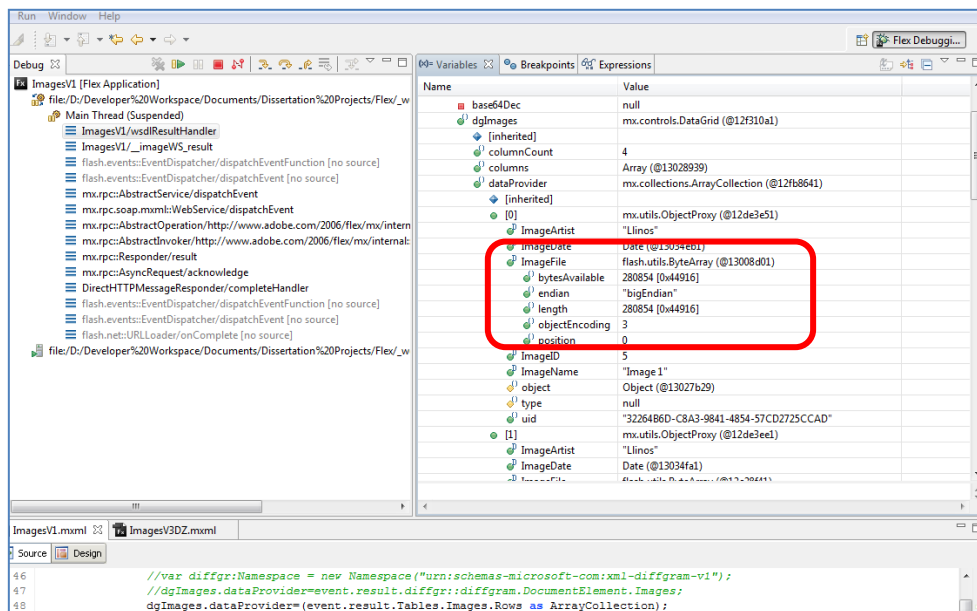 Run Window Help
Flex Debuggi...
Debug
Variables Breakpoints Expressions
ImagesV1 [Flex Application]
file:/D:/Developer%20Workspace/Documents/Dissertation%20Projects/Flex/_w
Main Thread (Suspended)
ImagesV1/wsdlResultHandler
ImagesV1/__imageWS_result
flash.events::EventDispatcher/dispatchEventFunction [no source]
flash.events::EventDispatcher/dispatchEvent [no source]
mx.rpc::AbstractService/dispatchEvent
mx.rpc.soap.mxml::WebService/dispatchEvent
mx.rpc::AbstractOperation/http://www.adobe.com/2006/flex/mx/intern
mx.rpc::AbstractInvoker/http://www.adobe.com/2006/flex/mx/internal:
mx.rpc::Responder/result
mx.rpc::AsyncRequest/acknowledge
DirectHTTPMessageResponder/completeHandler
flash.events::EventDispatcher/dispatchEventFunction [no source]
flash.events::EventDispatcher/dispatchEvent [no source]
flash.net::URLLoader/onComplete [no source]
file:/D:/Developer%20Workspace/Documents/Dissertation%20Projects/Flex/_w
Name Value
base64Dec null
dgImages mx.controls.DataGrid (@12f310a1)
[inherited]
columnCount 4
columns Array (@13028939)
dataProvider mx.collections.ArrayCollection (@12fb8641)
[inherited]
[0] mx.utils.ObjectProxy (@12de3e51)
ImageArtist "Llinos"
ImageDate Date (@13034eb1)
ImageFile flash.utils.ByteArray (@13008d01)
bytesAvailable 280854 [0x44916]
endian "bigEndian"
length 280854 [0x44916]
objectEncoding 3
position 0
ImageID 5
ImageName "Image 1"
object Object (@13027b29)
type null
uid "32264B6D-C8A3-9841-4854-57CD2725CCAD"
[1] mx.utils.ObjectProxy (@12de3ee1)
ImageArtist "Llinos"
ImageDate Date (@13034fa1)
ImageFile flash.utils.ByteArray (@12e28f41)
ImagesV1.mxml ImagesV3DZ.mxml
Source Design
46 //var diffgr:Namespace = new Namespace("urn:schemas-microsoft-com:xml-diffgram-v1");
47 //dgImages.dataProvider=event.result.diffgr::diffgram.DocumentElement.Images;
48 dgImages.dataProvider=(event.result.Tables.Images.Rows as ArrayCollection);